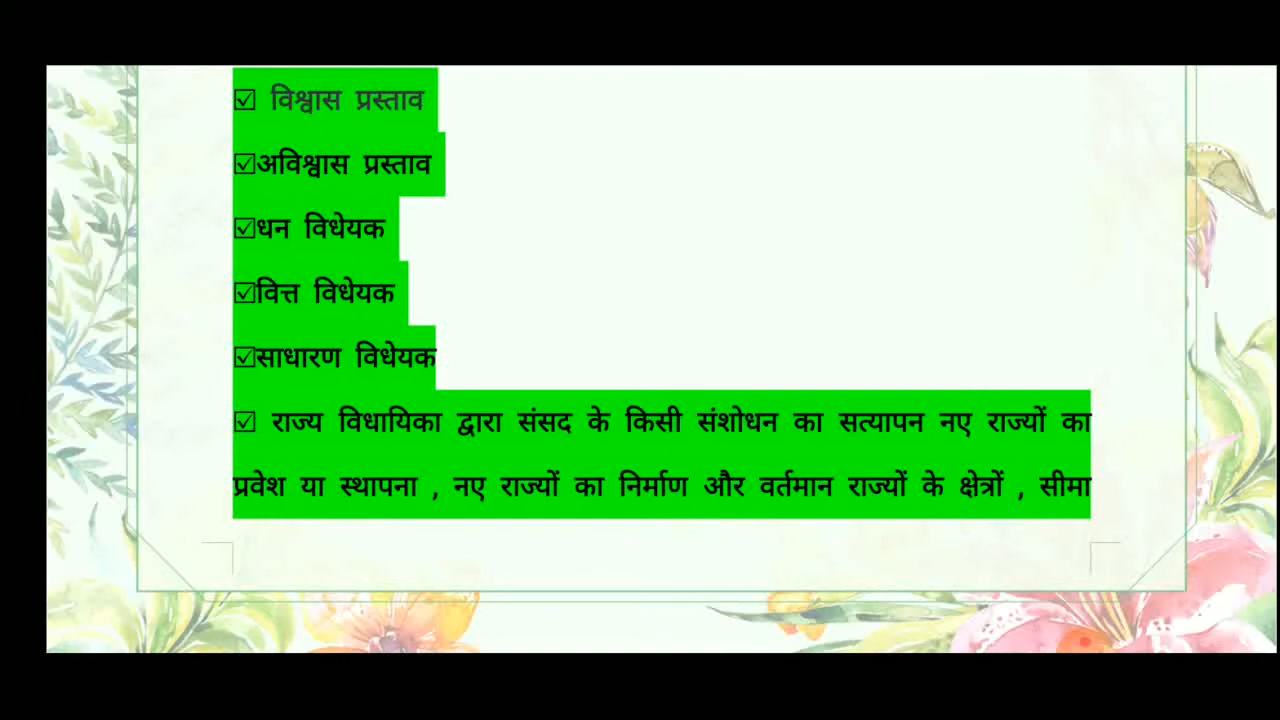 ☑ विश्वास प्रस्ताव
☑अविश्वास प्रस्ताव
☑धन विधेयक
☑वित्त विधेयक
☑साधारण विधेयक
☑ राज्य विधायिका द्वारा संसद के किसी संशोधन का सत्यापन नए राज्यों का
प्रवेश या स्थापना , नए राज्यों का निर्माण और वर्तमान राज्यों के क्षेत्रों , सीमा